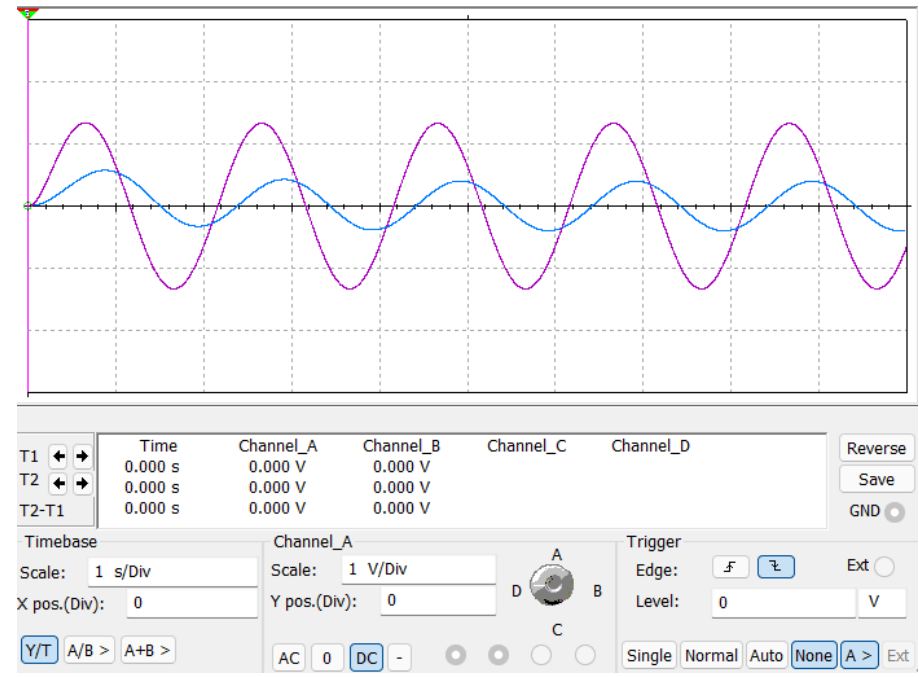 Time Channel_A Channel_B Channel_C Channel_D
T1 0.000 s 0.000 V 0.000 V
T2 0.000 s 0.000 V 0.000 V
T2-T1 0.000 s 0.000 V 0.000 V
Reverse
Save
GND
Timebase
Scale: 1 s/Div
X pos.(Div): 0
Y/T A/B > A+B >
Channel_A
Scale: 1 V/Div
Y pos.(Div): 0
AC 0 DC -
A
D B
C
Trigger
Edge: Ext
Level: 0 V
Single Normal Auto None A > Ext